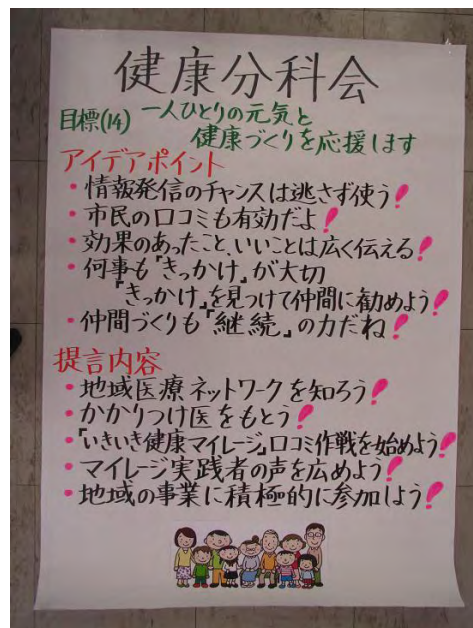 健康分科会
目標(14) 一人ひとりの元気と
健康づくりを応援します
アイデアポイント
・情報発信のチャンスは逃さず使う!
・市民の口コミも有効だよ!
・効果のあったこと、いいことは広く伝える!
・何事も「きっかけ」が大切
「きっかけ」を見つけて仲間に勧めよう!
・仲間づくりも「継続」の力だね!
提言内容
・地域医療ネットワークを知ろう!
・かかりつけ医をもとう!
・「いきいき健康マイレージ」口コミ作戦を始めよう!
・マイレージ実践者の声を広めよう!
・地域の事業に積極的に参加しよう!